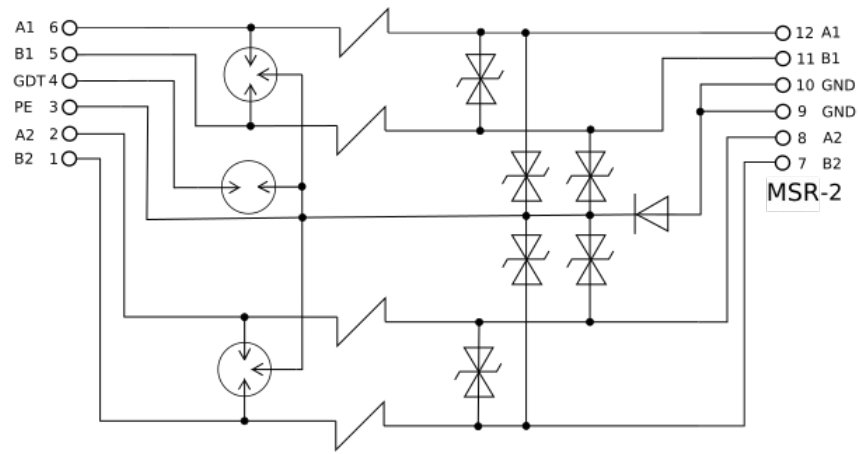 A1 6
B1 5
GDT 4
PE 3
A2 2
B2 1
12 A1
11 B1
10 GND
9 GND
8 A2
7 B2
MSR-2